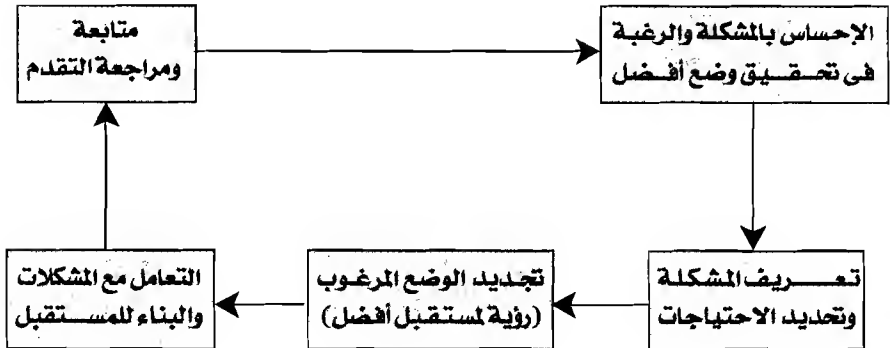 الإحساس بالمشكلة والرغبة
فى تحقيق وضع أفضل
متابعة
ومراجعة التقدم
تعريف المشكلة
وتحديد الاحتياجات
تجديد الوضع المرغوب
(رؤية لمستقبل أفضل)
التعامل مع المشكلات
والبناء للمستقبل